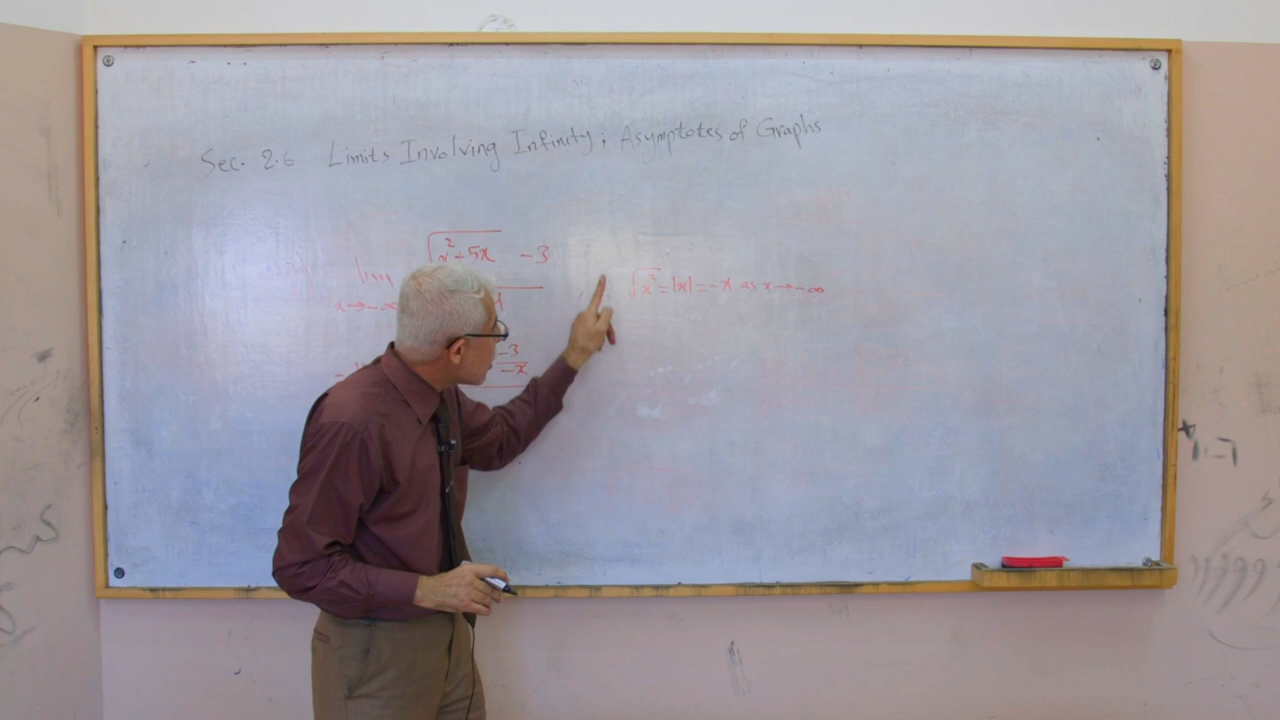 Sec. 2.6 Limits Involving Infinity; Asymptotes of Graphs
lim √x²+5x -3
x→-∞
√x² = |x| = -x as x→-∞
-3
-x